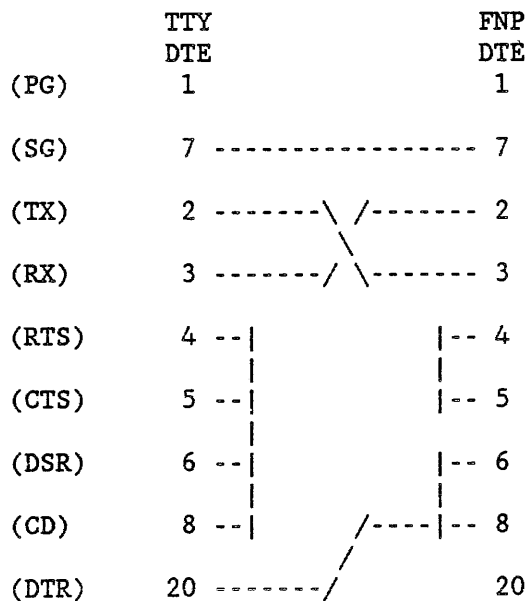 TTY FNP
DTE DTE
(PG) 1 1
(SG) 7 --------------- 7
(TX) 2 ------\ /------ 2
(RX) 3 ------/ \------ 3
(RTS) 4 --| |-- 4
(CTS) 5 --| |-- 5
(DSR) 6 --| |-- 6
(CD) 8 --| /----|-- 8
(DTR) 20 ------/ 20